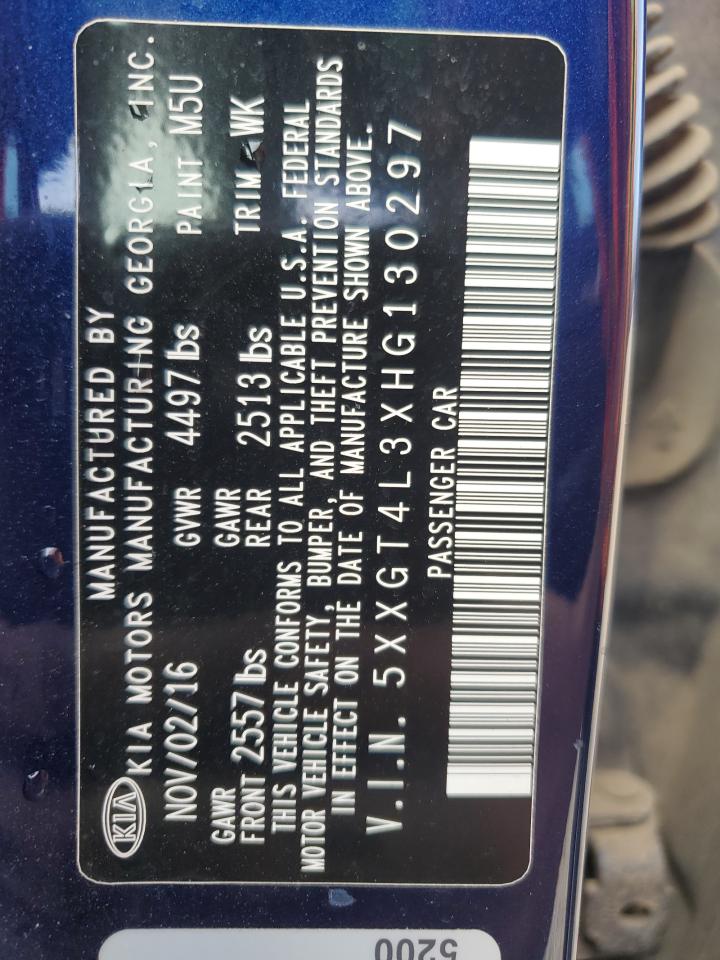 MANUFACTURED BY
KIA KIA MOTORS MANUFACTURING GEORGIA, INC.
NOV/02/16 GVWR 4497 lbs PAINT M5U
GAWR GAWR
FRONT 2557 lbs REAR 2513 lbs TRIM WK
THIS VEHICLE CONFORMS TO ALL APPLICABLE U.S.A. FEDERAL
MOTOR VEHICLE SAFETY, BUMPER, AND THEFT PREVENTION STANDARDS
IN EFFECT ON THE DATE OF MANUFACTURE SHOWN ABOVE.
V.I.N. 5XXGT4L3XHG130297
PASSENGER CAR
5200